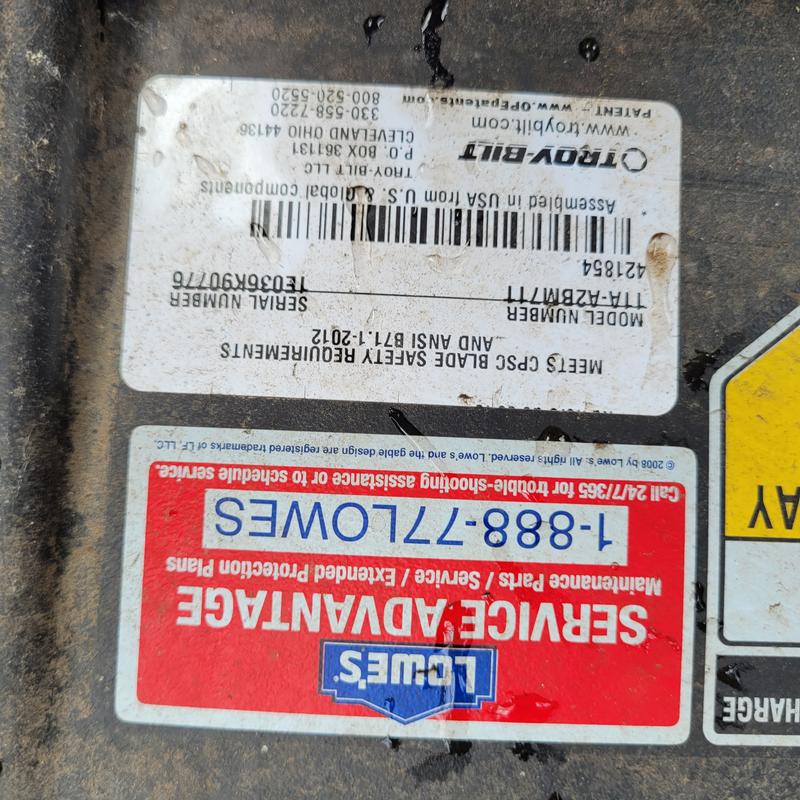 LOWE'S
SERVICE ADVANTAGE
Maintenance Parts / Service / Extended Protection Plans
1-888-77LOWES
Call 24/7/365 for trouble-shooting assistance or to schedule service.
© 2008 by Lowe's. All rights reserved. Lowe's and the gable design are registered trademarks of LF, LLC.
MEETS CPSC BLADE SAFETY REQUIREMENTS
AND ANSI B71.1-2012
MODEL NUMBER
SERIAL NUMBER
11A-A2BM711
1E036K90776
421854
Assembled in USA from U.S. & Global components
TROY-BILT
www.troybilt.com
PATENT - www.OPEpatents.com
TROY-BILT LLC
P.O. BOX 361131
CLEVELAND OHIO 44136
330-558-7220
800-520-5520